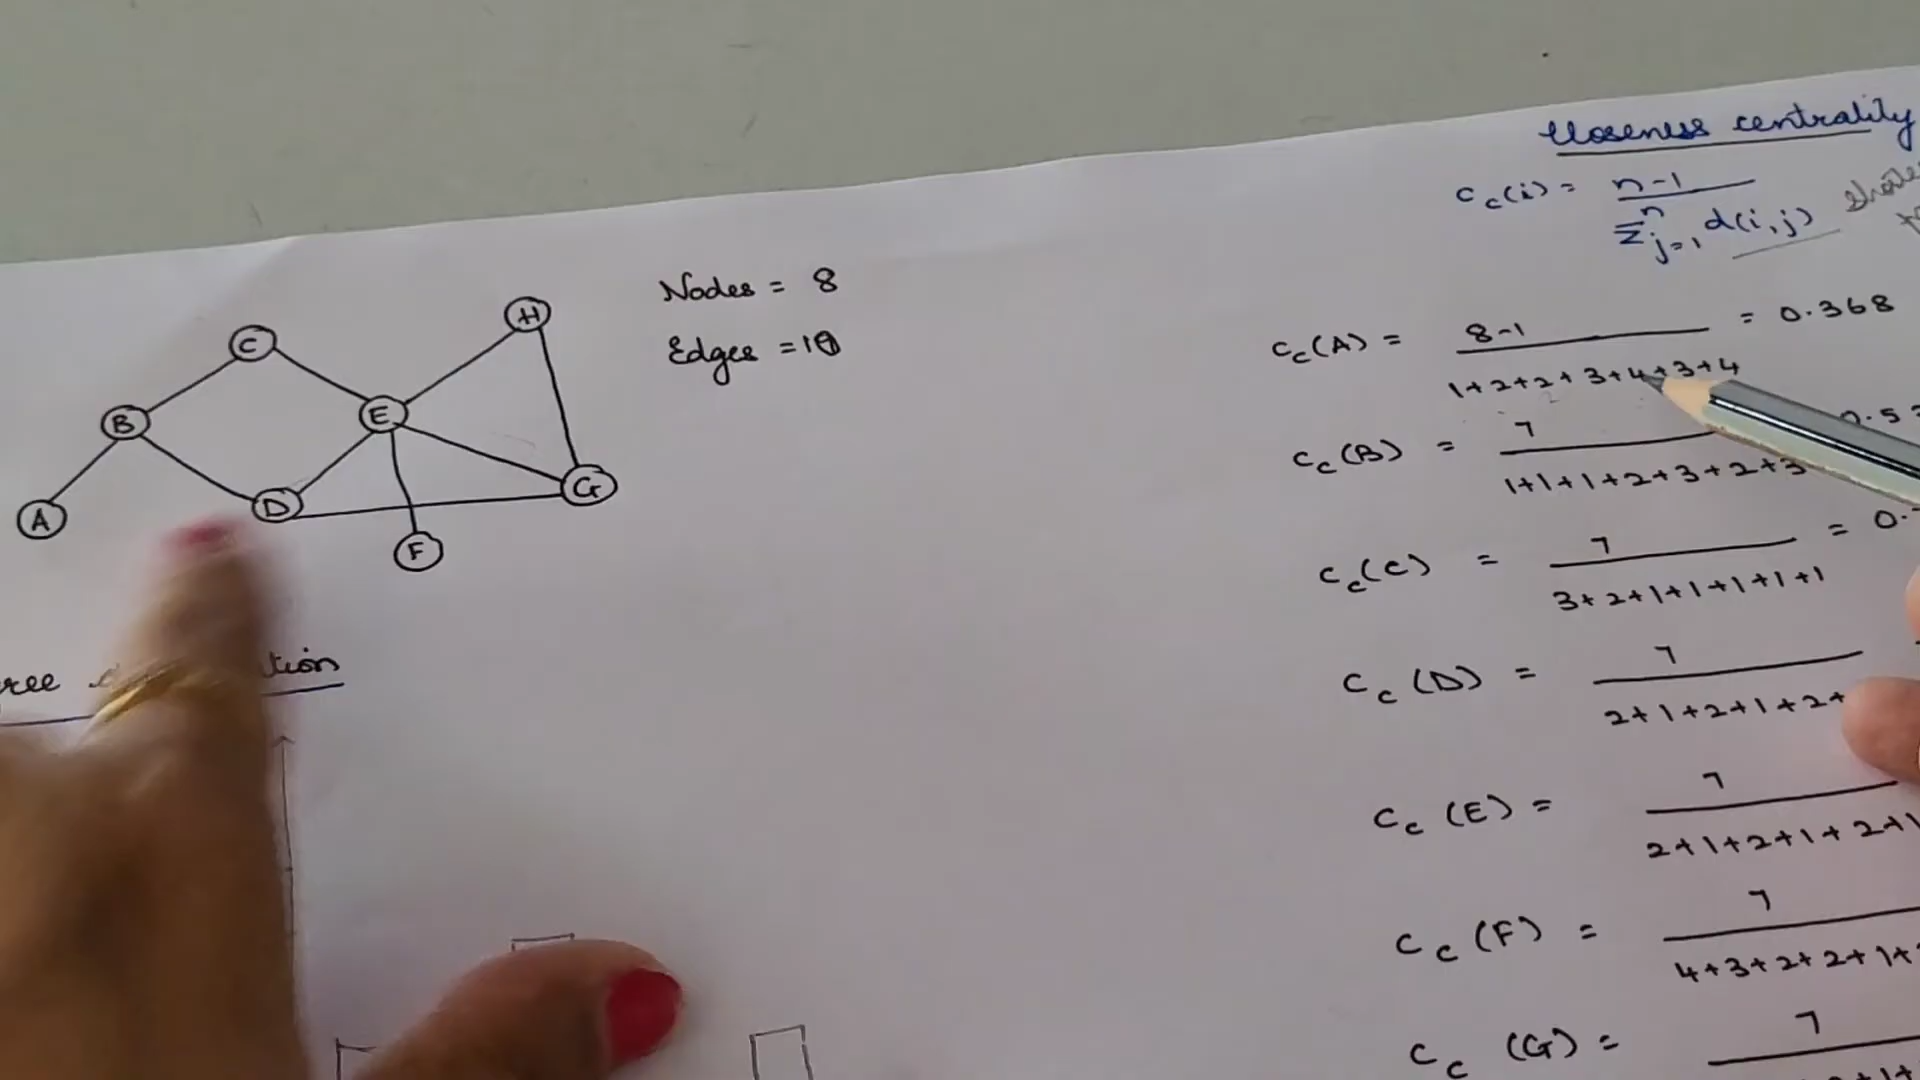 Closeness centrality
Cc(i) = n-1
Σⁿj=1 d(i,j)
C
H
B
E
A
D
G
F
Nodes = 8
Edges = 10
Cc(A) = 8-1 = 0.368
1+2+2+3+4+3+4
Cc(B) = 7
1+1+1+2+3+2+3
Cc(C) = 7 = 0.
3+2+1+1+1+1+1
Cc(D) = 7
2+1+2+1+2+
Cc(E) = 7
2+1+2+1+2+1
Cc(F) = 7
4+3+2+2+1+
Cc(G) = 7